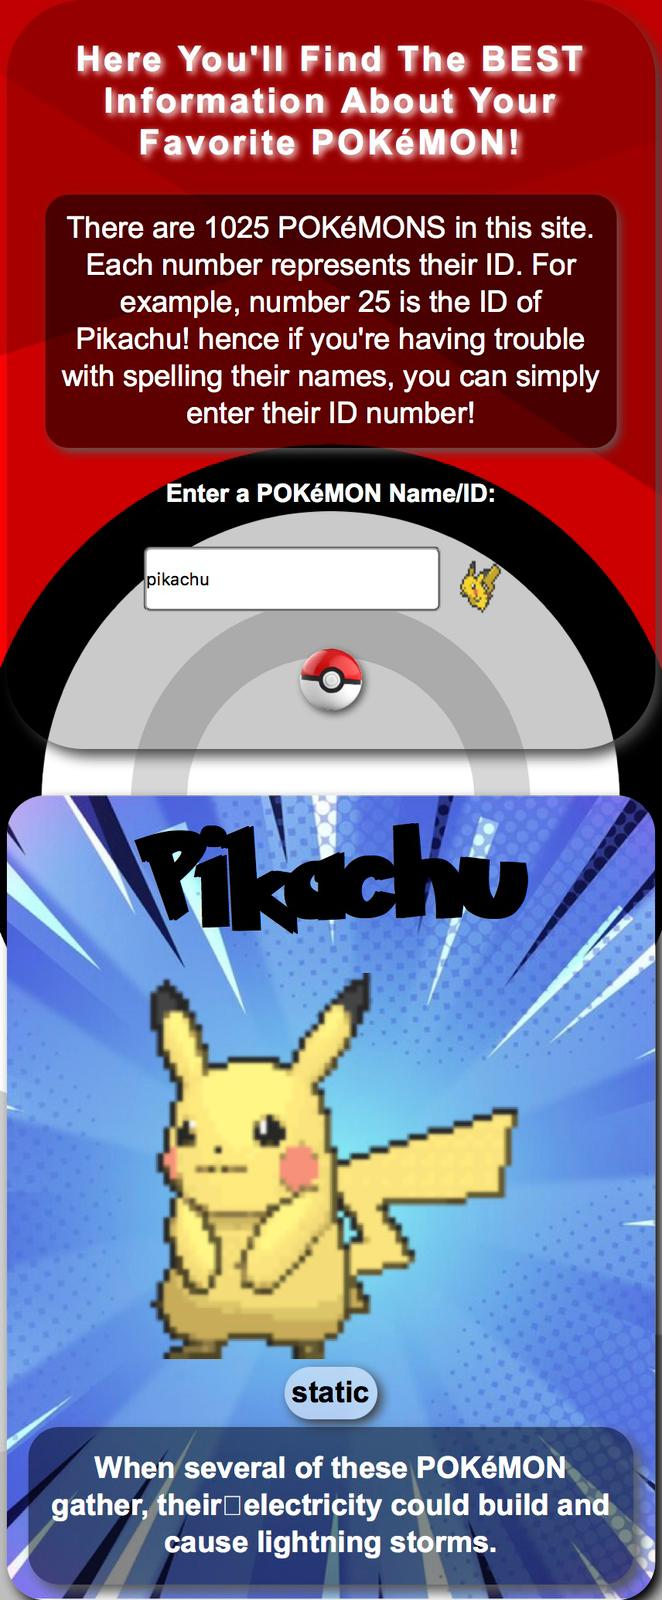 Here You'll Find The BEST
Information About Your
Favorite POKéMON!
There are 1025 POKéMONS in this site.
Each number represents their ID. For
example, number 25 is the ID of
Pikachu! hence if you're having trouble
with spelling their names, you can simply
enter their ID number!
Enter a POKéMON Name/ID:
pikachu
Pikachu
static
When several of these POKéMON
gather, their□electricity could build and
cause lightning storms.